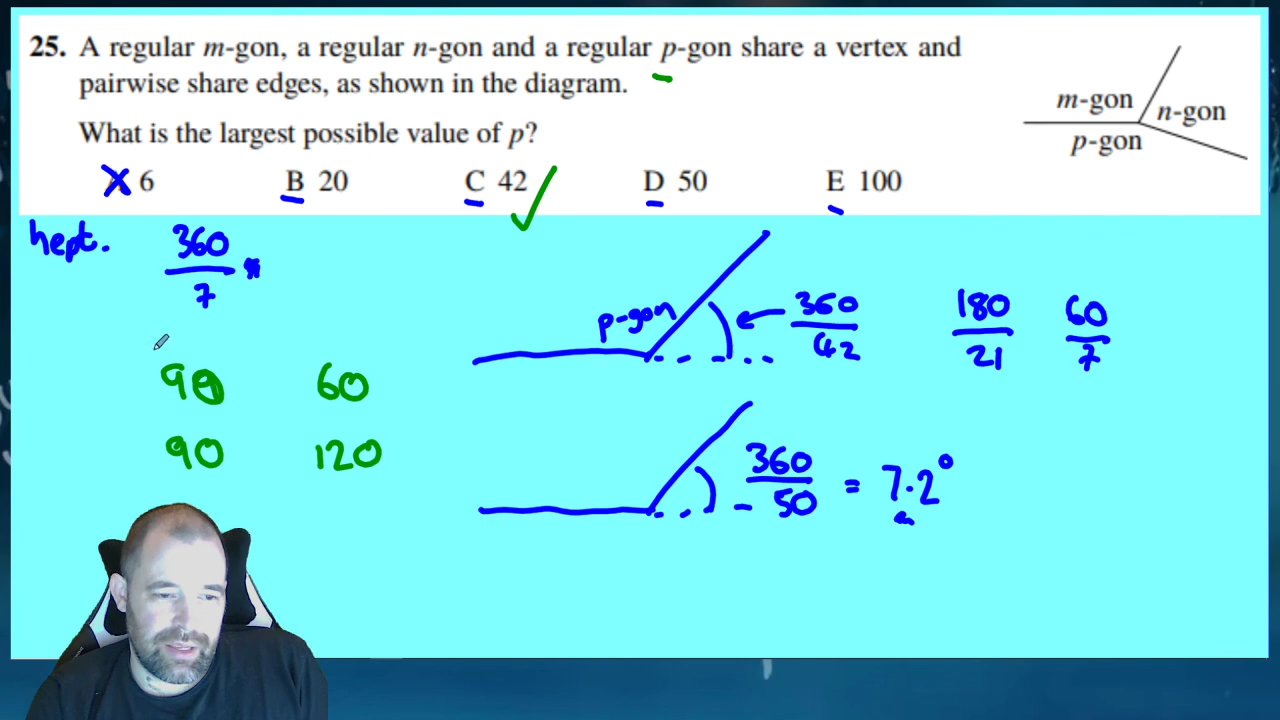 25. A regular m-gon, a regular n-gon and a regular p-gon share a vertex and
pairwise share edges, as shown in the diagram.
What is the largest possible value of p?
6 B 20 C 42 D 50 E 100
m-gon
n-gon
p-gon
hept.
360
7
p-gon
360
42
180
21
60
7
90 60
90 120
360
50
= 7.2°